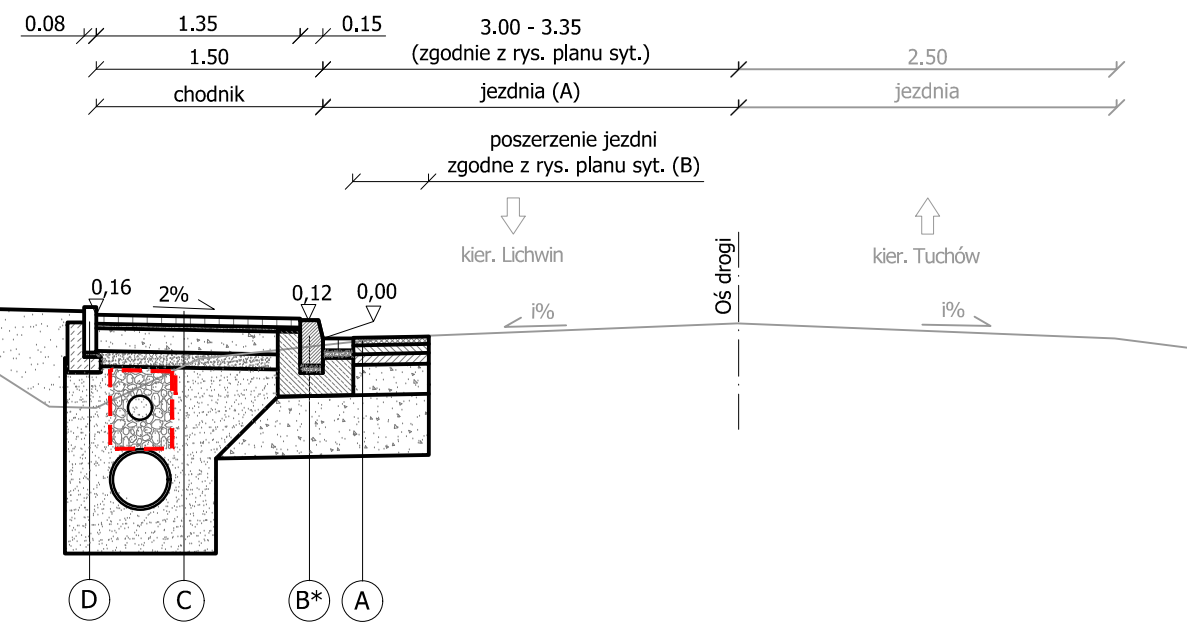 0.08
1.35
0.15
3.00 - 3.35
(zgodnie z rys. planu syt.)
1.50
2.50
chodnik
jezdnia (A)
jezdnia
poszerzenie jezdni
zgodne z rys. planu syt. (B)
kier. Lichwin
Oś drogi
kier. Tuchów
0,16
2%
0,12
0,00
i%
i%
D
C
B*
A